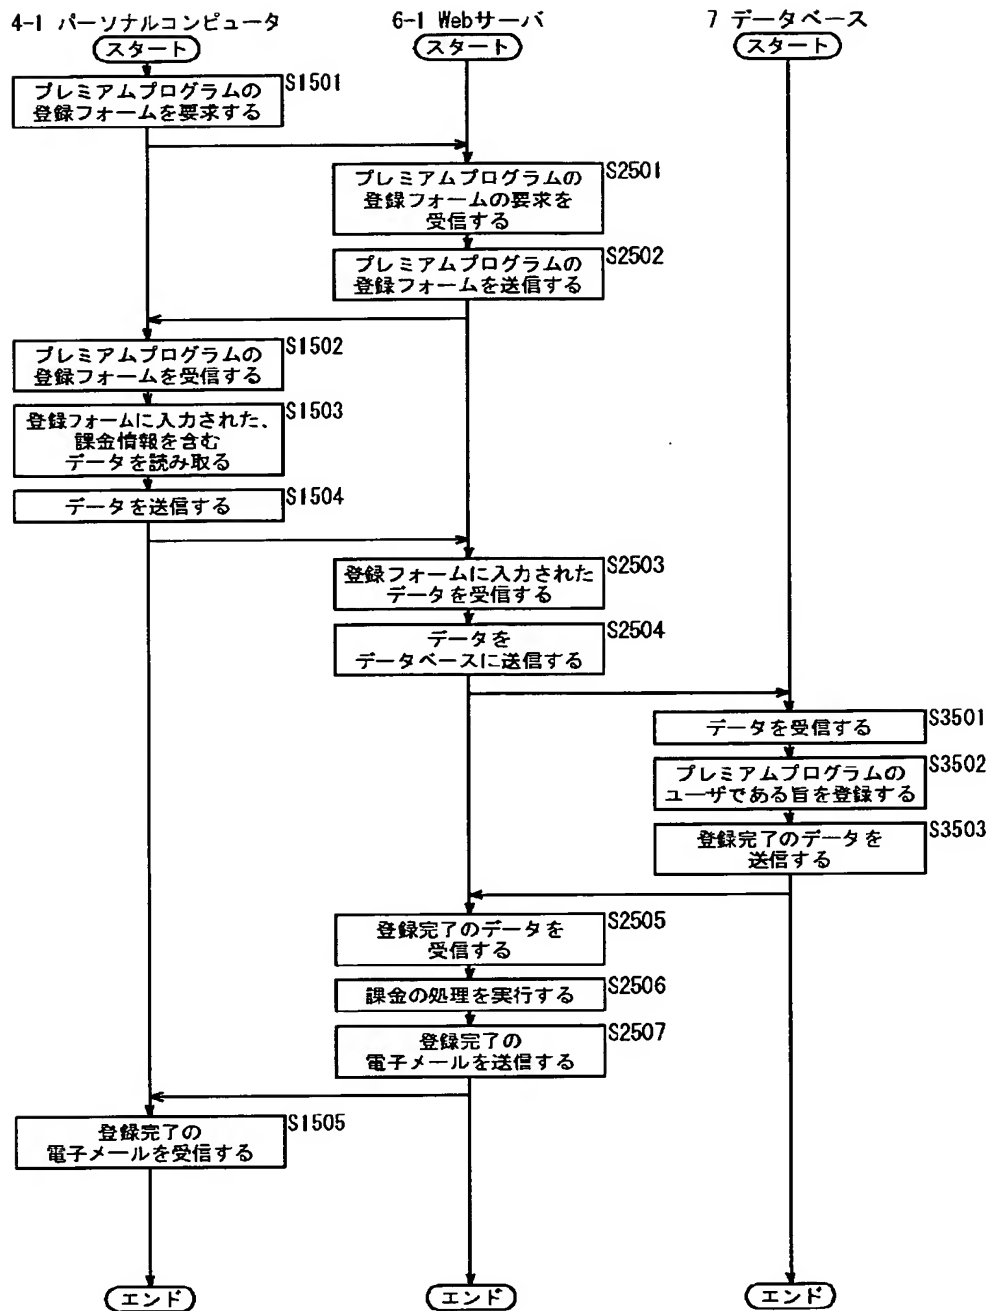 4-1 パーソナルコンピュータ
6-1 Webサーバ
7 データベース
スタート
スタート
スタート
プレミアムプログラムの
登録フォームを要求する
S1501
プレミアムプログラムの
登録フォームの要求を
受信する
S2501
プレミアムプログラムの
登録フォームを送信する
S2502
プレミアムプログラムの
登録フォームを受信する
S1502
登録フォームに入力された、
課金情報を含む
データを読み取る
S1503
データを送信する
S1504
登録フォームに入力された
データを受信する
S2503
データを
データベースに送信する
S2504
データを受信する
S3501
プレミアムプログラムの
ユーザである旨を登録する
S3502
登録完了のデータを
送信する
S3503
登録完了のデータを
受信する
S2505
課金の処理を実行する
S2506
登録完了の
電子メールを送信する
S2507
登録完了の
電子メールを受信する
S1505
エンド
エンド
エンド